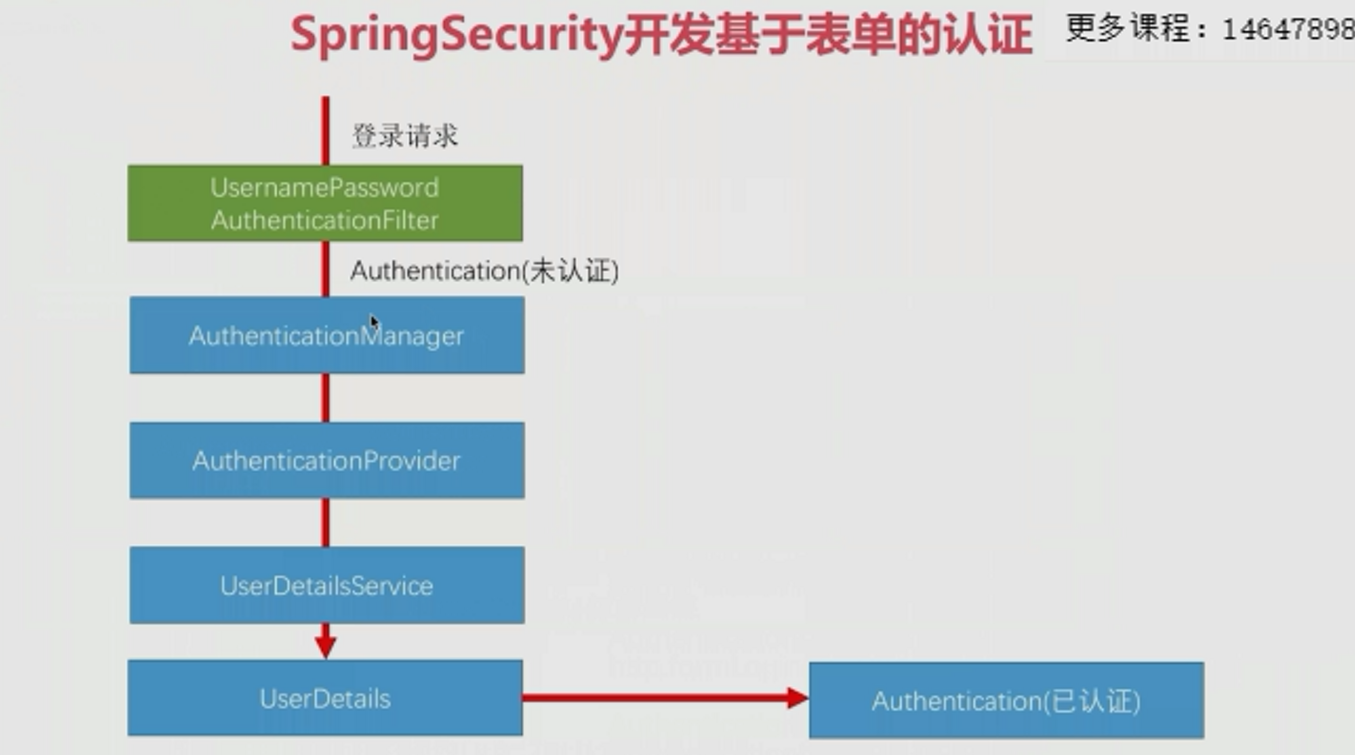 SpringSecurity开发基于表单的认证
更多课程：14647898
登录请求
UsernamePassword
AuthenticationFilter
Authentication(未认证)
AuthenticationManager
AuthenticationProvider
UserDetailsService
UserDetails
Authentication(已认证)